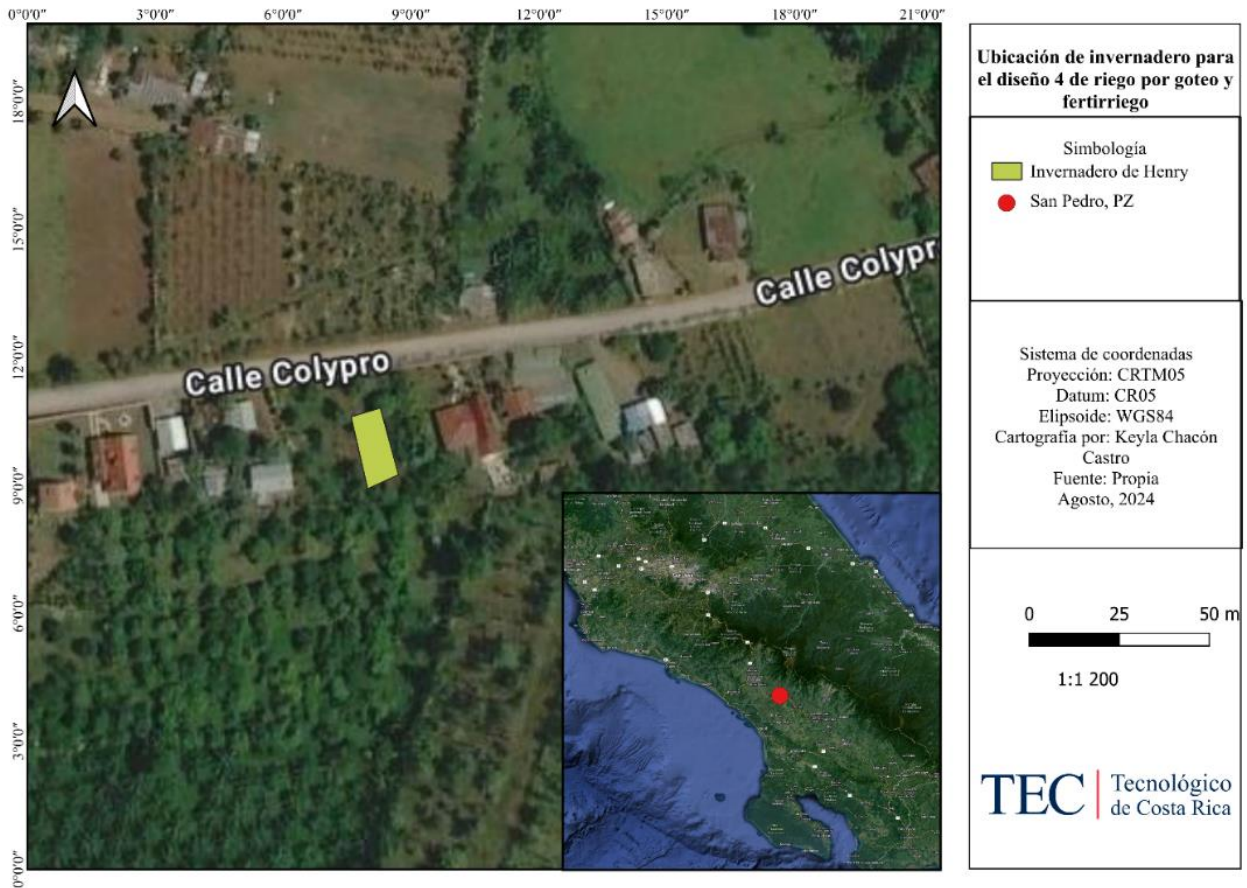 0°0'0" 3°0'0" 6°0'0" 9°0'0" 12°0'0" 15°0'0" 18°0'0" 21°0'0"
18°0'0"
15°0'0"
12°0'0"
9°0'0"
6°0'0"
3°0'0"
0°0'0"
Calle Colypr
Calle Colypro
Ubicación de invernadero para
el diseño 4 de riego por goteo y
fertirriego
Simbología
Invernadero de Henry
San Pedro, PZ
Sistema de coordenadas
Proyección: CRTM05
Datum: CR05
Elipsoide: WGS84
Cartografía por: Keyla Chacón
Castro
Fuente: Propia
Agosto, 2024
0 25 50 m
1:1 200
TEC Tecnológico
de Costa Rica